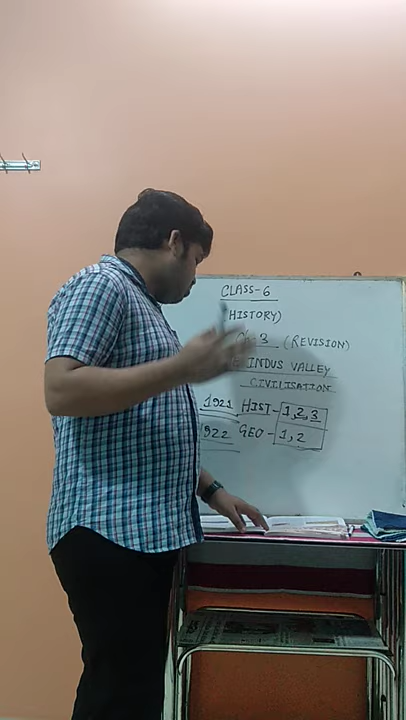 CLASS-6
HISTORY)
3 (REVISION)
INDUS VALLEY
CIVILISATION
1921 HIST- 1,2,3
1922 GEO- 1,2